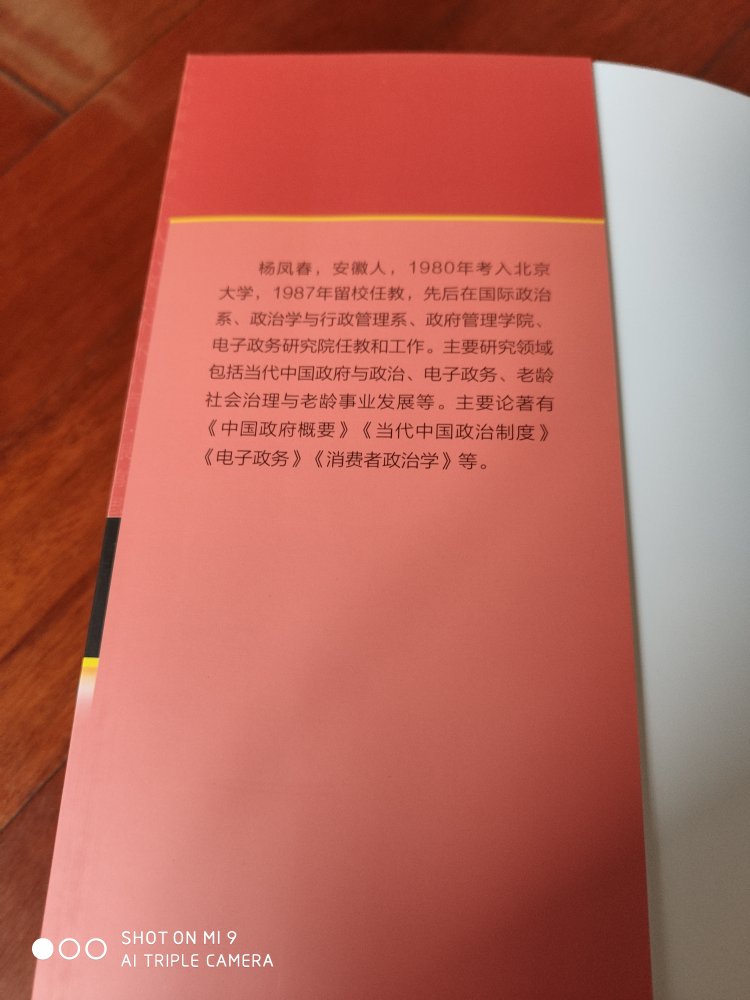 杨凤春，安徽人，1980年考入北京
大学，1987年留校任教，先后在国际政治
系、政治学与行政管理系、政府管理学院、
电子政务研究院任教和工作。主要研究领域
包括当代中国政府与政治、电子政务、老龄
社会治理与老龄事业发展等。主要论著有
《中国政府概要》《当代中国政治制度》
《电子政务》《消费者政治学》等。
SHOT ON MI 9
AI TRIPLE CAMERA